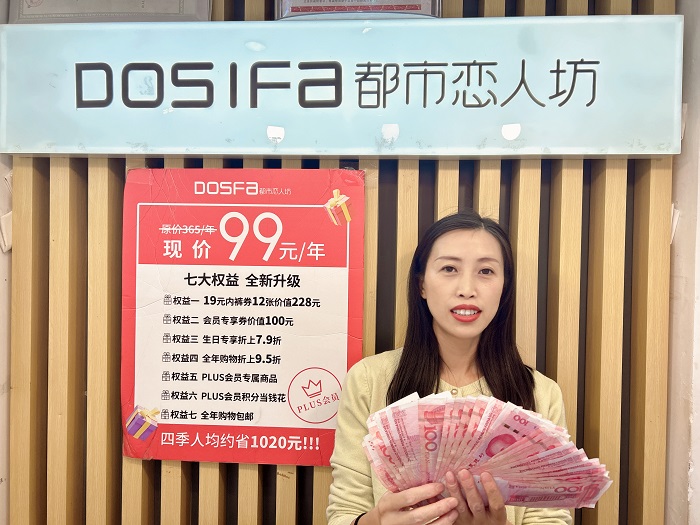 DOSIFa 都市恋人坊
DOSFa都市恋人坊
原价365/年
现价99元/年
七大权益 全新升级
权益一 19元内裤券12张价值228元
权益二 会员专享券价值100元
权益三 生日专享折上7.9折
权益四 全年购物折上9.5折
权益五 PLUS会员专属商品
权益六 PLUS会员积分当钱花
权益七 全年购物包邮
PLUS会员
四季人均约省1020元!!!
100
100